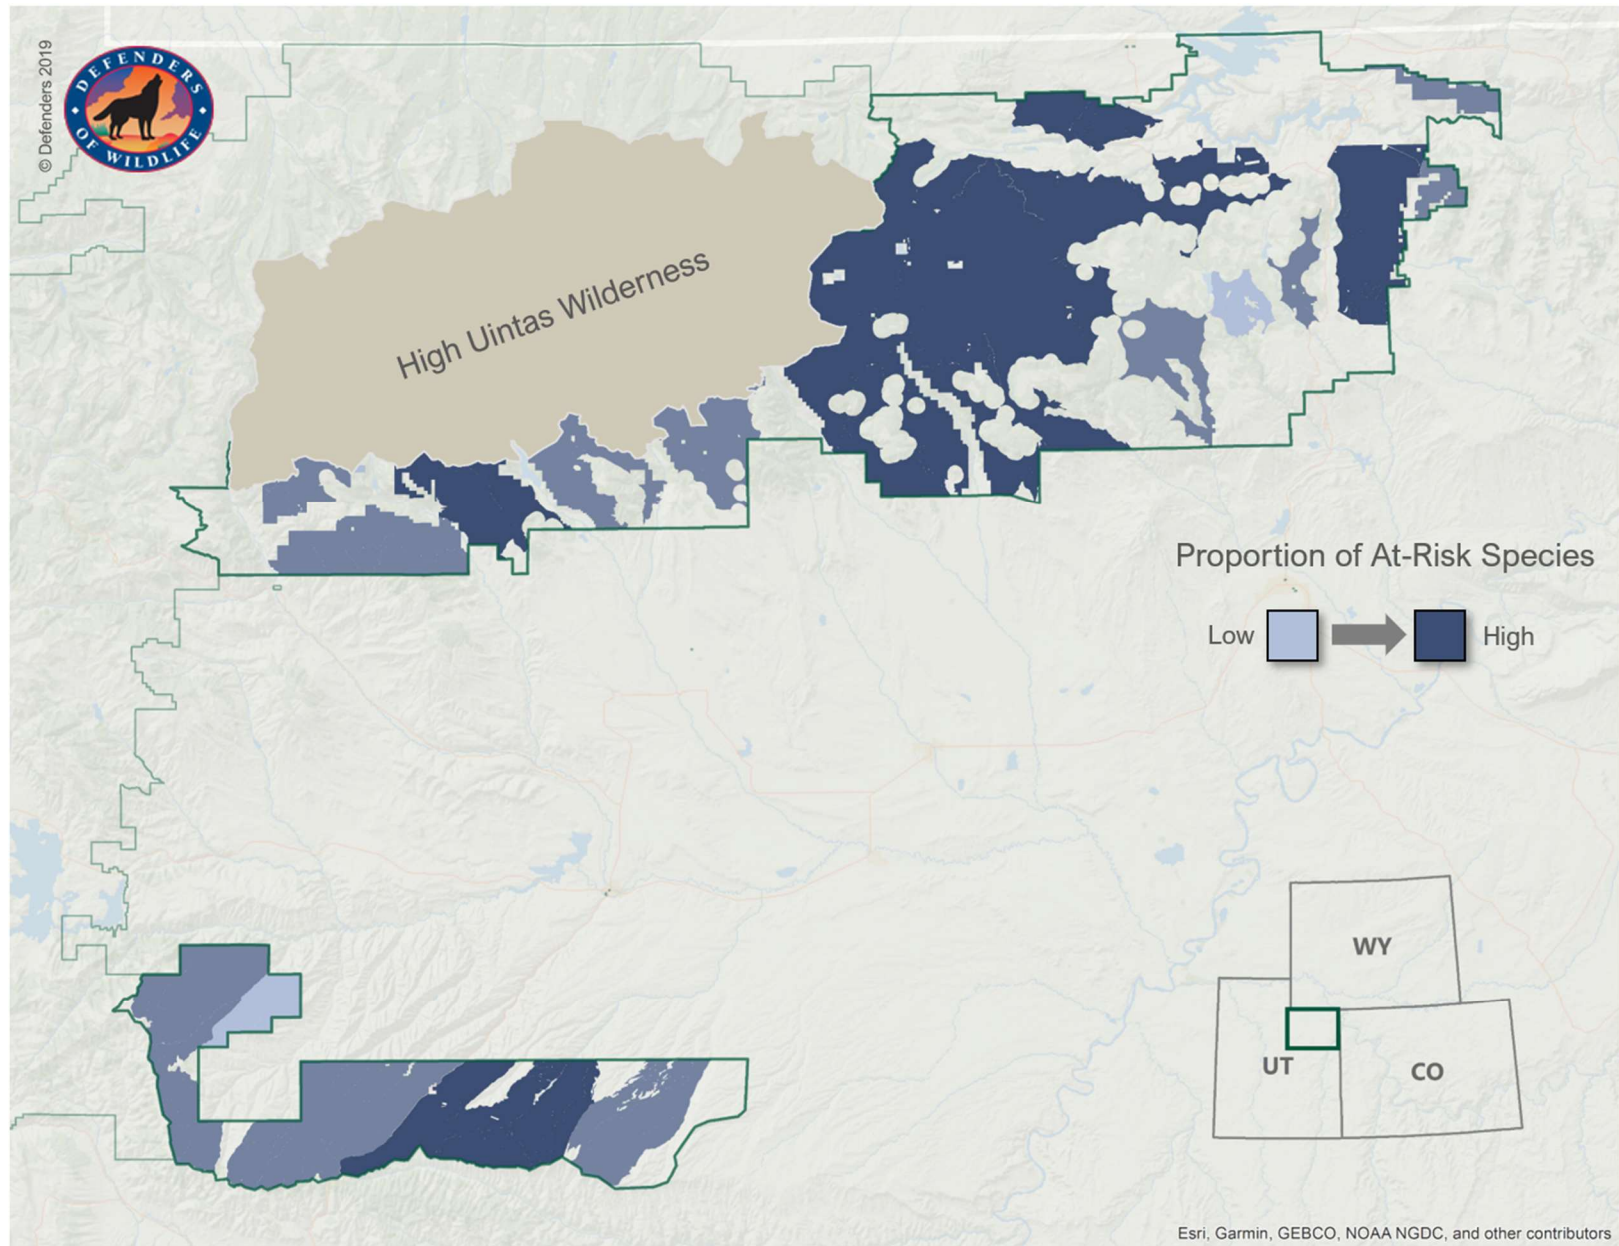 © Defenders 2019
DEFENDERS
OF WILDLIFE
High Uintas Wilderness
Proportion of At-Risk Species
Low
High
WY
UT
CO
Esri, Garmin, GEBCO, NOAA NGDC, and other contributors